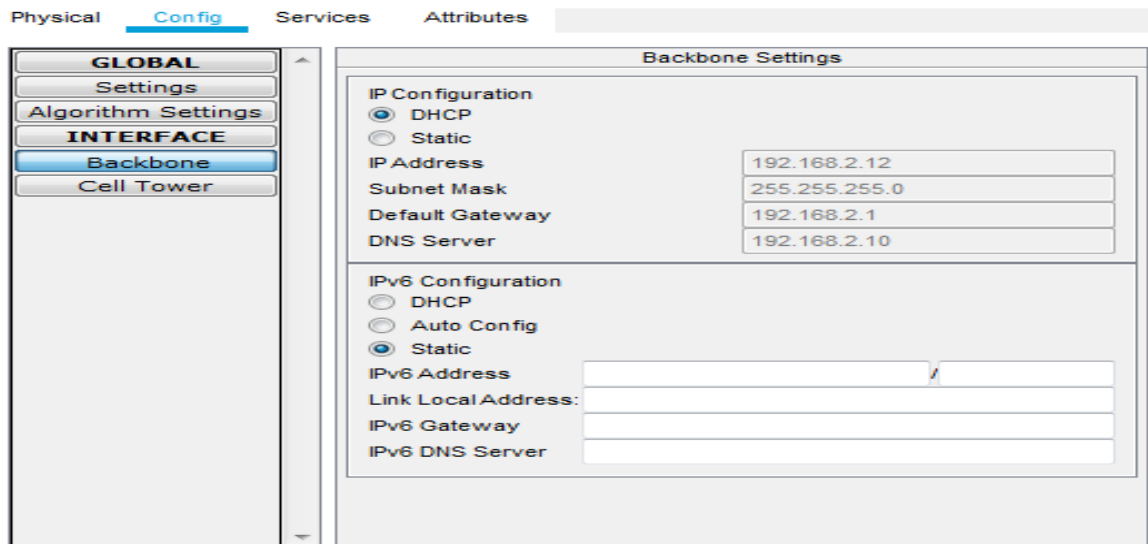 Physical Config Services Attributes
GLOBAL
Settings
Algorithm Settings
INTERFACE
Backbone
Cell Tower
Backbone Settings
IP Configuration
DHCP
Static
IP Address 192.168.2.12
Subnet Mask 255.255.255.0
Default Gateway 192.168.2.1
DNS Server 192.168.2.10
IPv6 Configuration
DHCP
Auto Config
Static
IPv6 Address /
Link Local Address:
IPv6 Gateway
IPv6 DNS Server